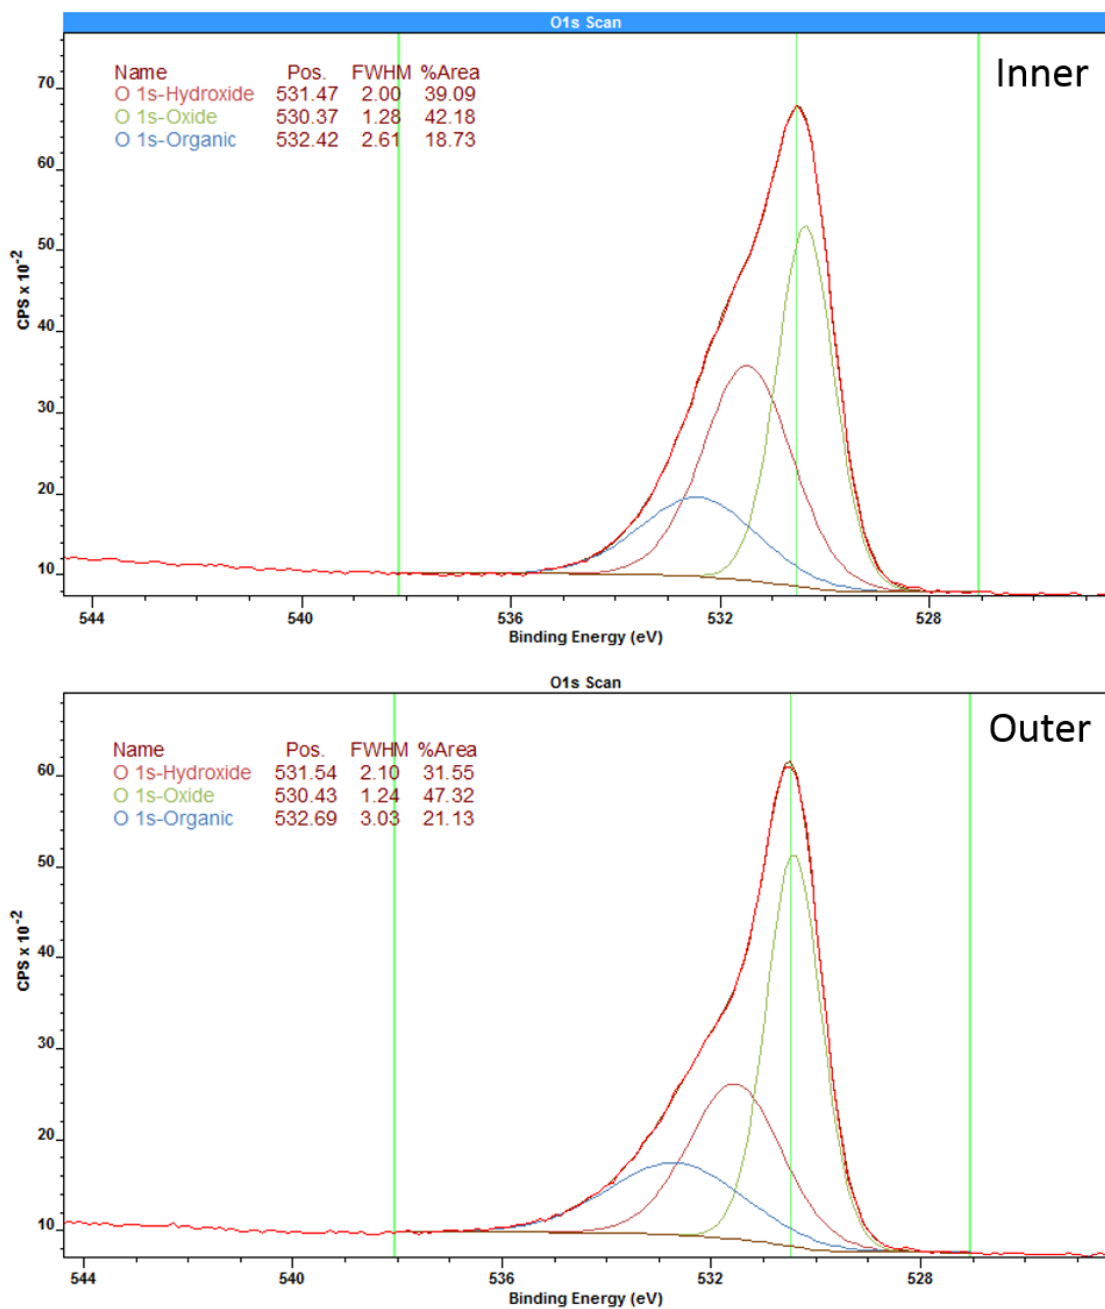 O1s Scan
Inner
Name Pos. FWHM %Area
O 1s-Hydroxide 531.47 2.00 39.09
O 1s-Oxide 530.37 1.28 42.18
O 1s-Organic 532.42 2.61 18.73
70
60
50
40
30
20
10
CPS x 10-2
544 540 536 532 528
Binding Energy (eV)
O1s Scan
Outer
Name Pos. FWHM %Area
O 1s-Hydroxide 531.54 2.10 31.55
O 1s-Oxide 530.43 1.24 47.32
O 1s-Organic 532.69 3.03 21.13
60
50
40
30
20
10
CPS x 10-2
544 540 536 532 528
Binding Energy (eV)